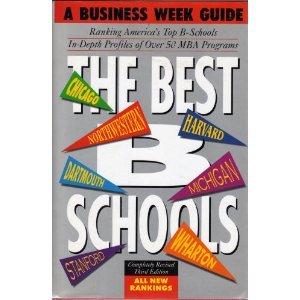 A BUSINESS WEEK GUIDE
Ranking America's Top B-Schools
In-Depth Profiles of Over 50 MBA Programs
THE BEST
CHICAGO
NORTHWESTERN
HARVARD
B
DARTMOUTH
MICHIGAN
SCHOOLS
STANFORD
WHARTON
Completely Revised
Third Edition
ALL NEW
RANKINGS